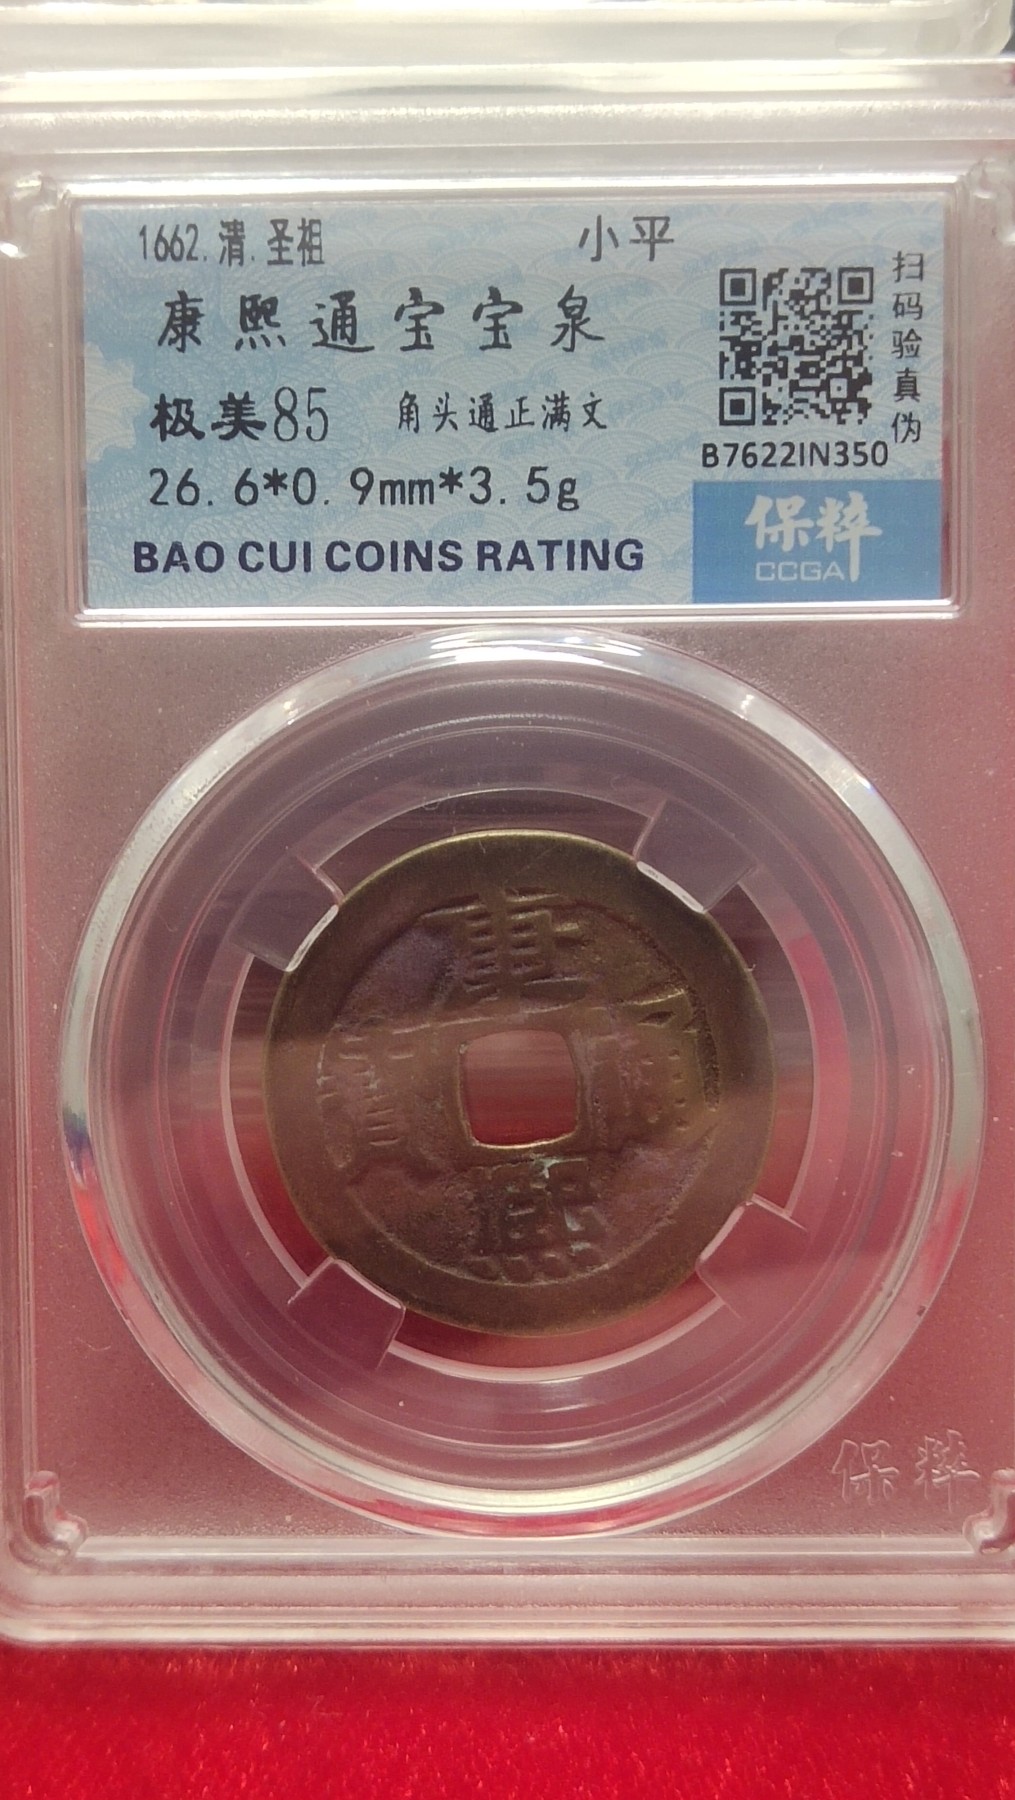 1662.清.圣祖
小平
康熙通宝宝泉
极美85 角头通正满文
26.6*0.9mm*3.5g
BAO CUI COINS RATING
扫码验真伪
B7622IN350
保粹
CCGA
康
熙
通
寶
保粹